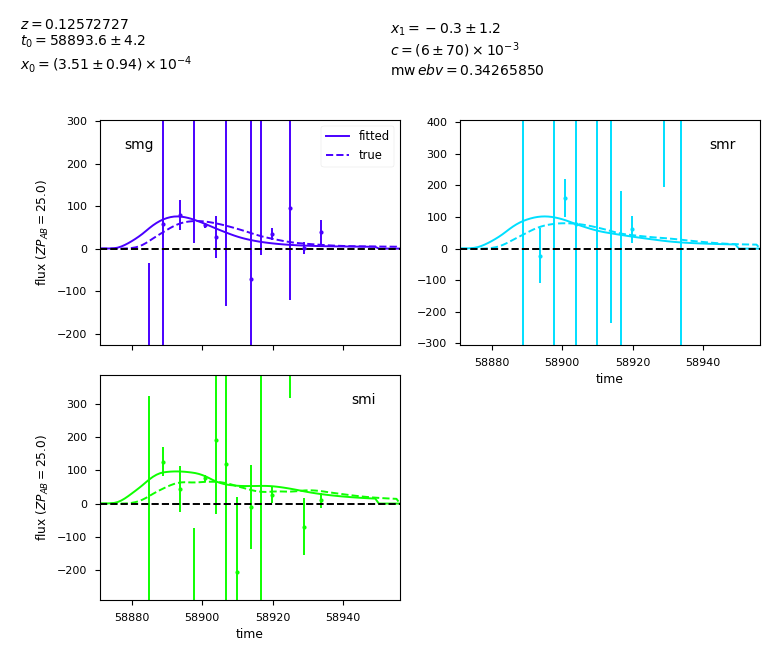 z = 0.12572727
t₀ = 58893.6 ± 4.2
x₀ = (3.51 ± 0.94) × 10⁻⁴
x₁ = −0.3 ± 1.2
c = (6 ± 70) × 10⁻³
mw ebv = 0.34265850
smg
fitted
true
300
200
100
0
−100
−200
flux (ZP_AB = 25.0)
smr
400
300
200
100
0
−100
−200
−300
58880 58900 58920 58940
time
smi
300
200
100
0
−100
−200
flux (ZP_AB = 25.0)
58880 58900 58920 58940
time